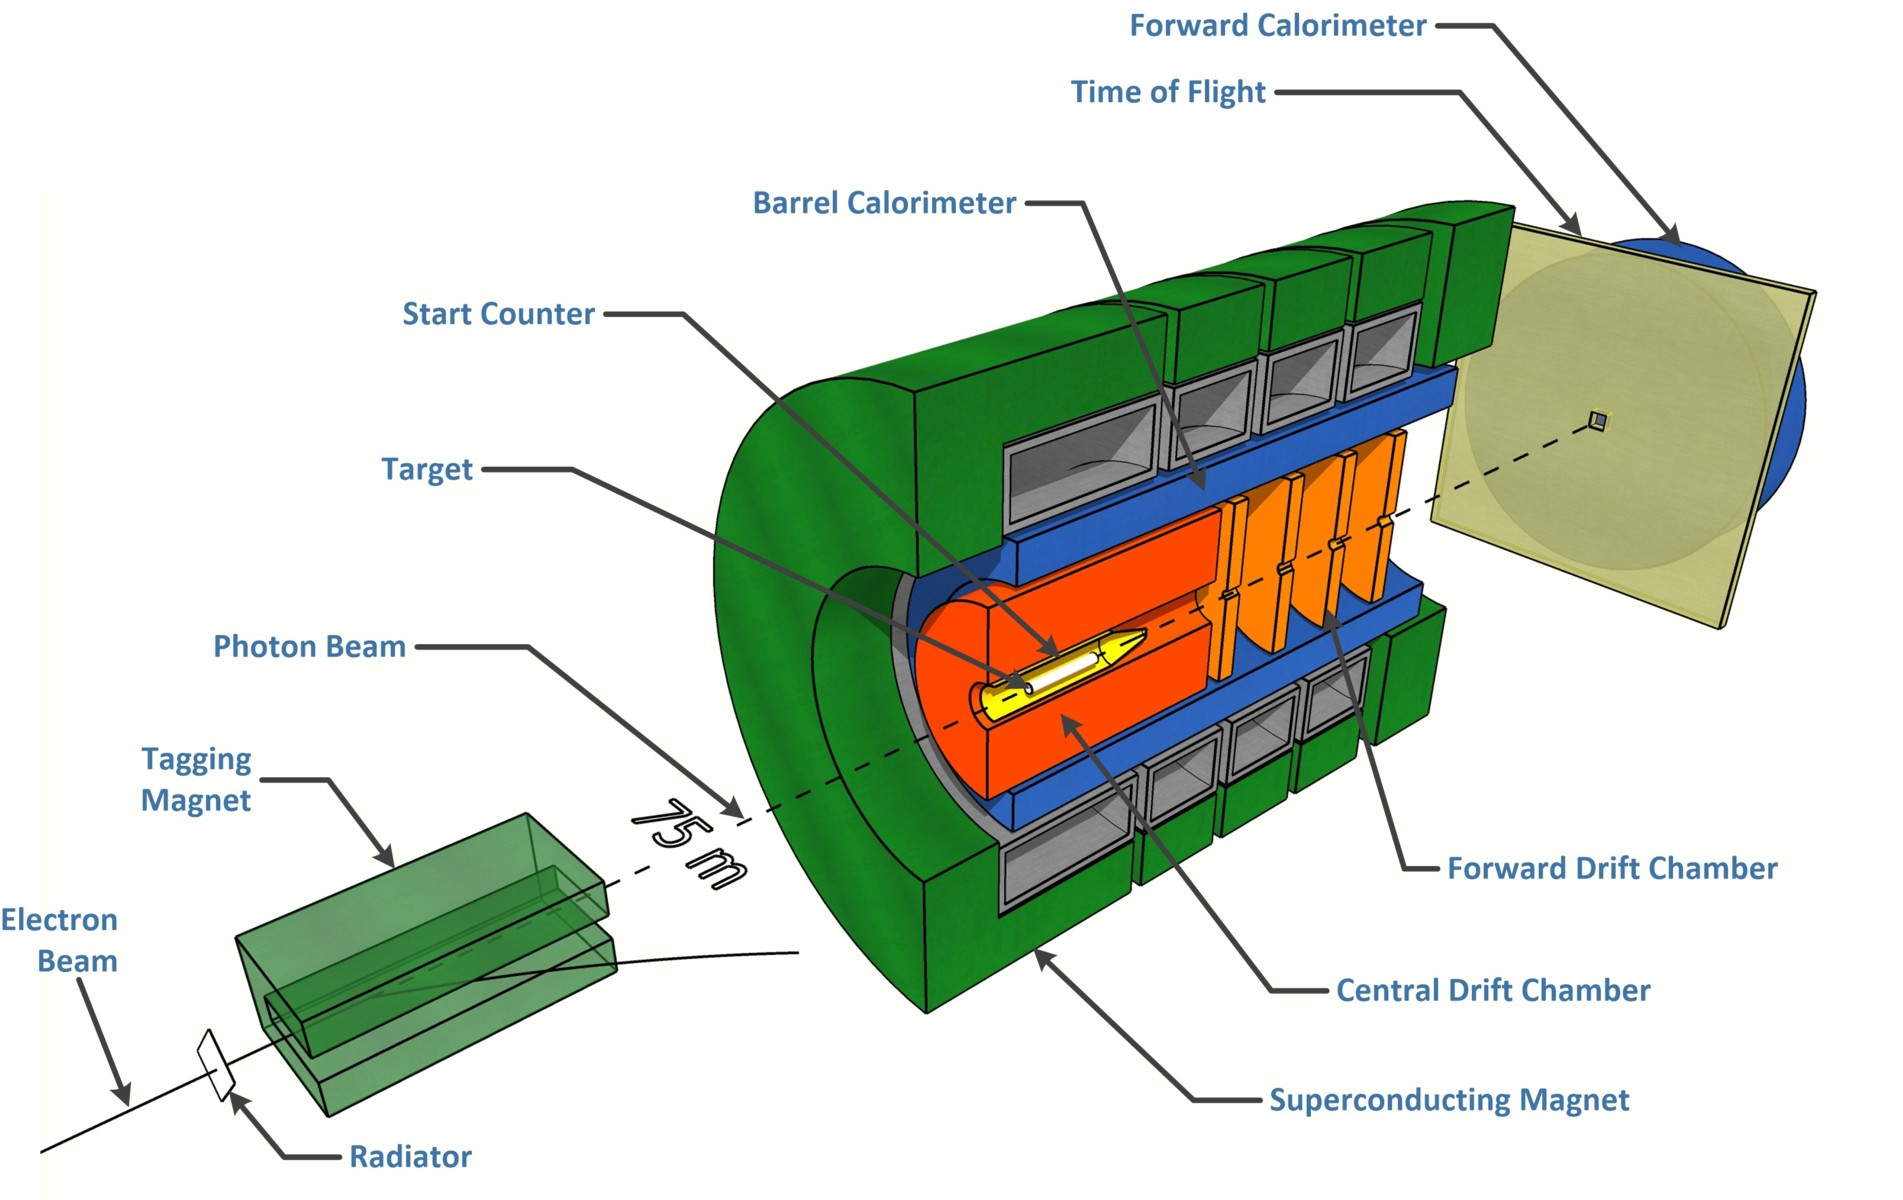 Forward Calorimeter
Time of Flight
Barrel Calorimeter
Start Counter
Target
Photon Beam
Tagging
Magnet
75 m
Electron
Beam
Forward Drift Chamber
Central Drift Chamber
Superconducting Magnet
Radiator